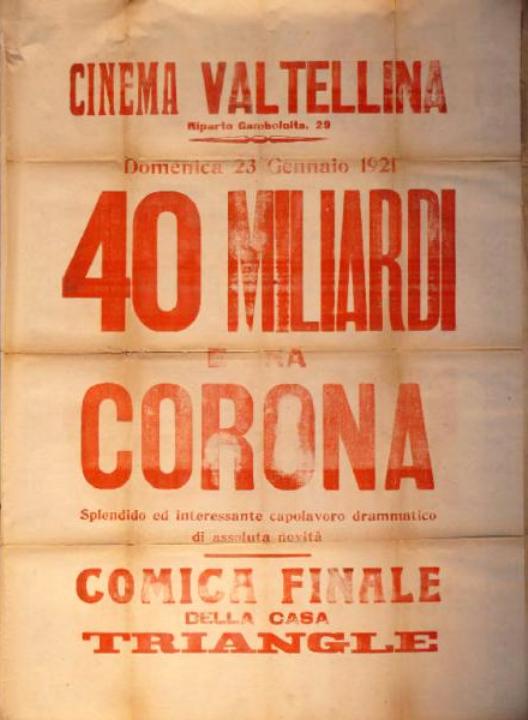 CINEMA VALTELLINA
Riparto Gamboloita, 29
Domenica 23 Gennaio 1921
40 MILIARDI
E
CORONA
Splendido ed interessante capolavoro drammatico
di assoluta novità
COMICA FINALE
DELLA CASA
TRIANGLE